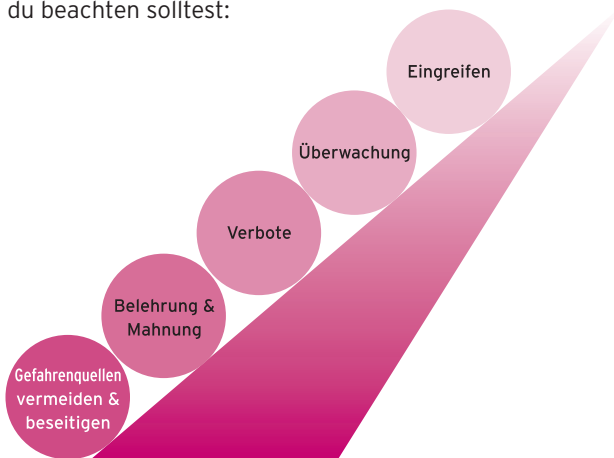 du beachten solltest:
Eingreifen
Überwachung
Verbote
Belehrung &
Mahnung
Gefahrenquellen
vermeiden &
beseitigen